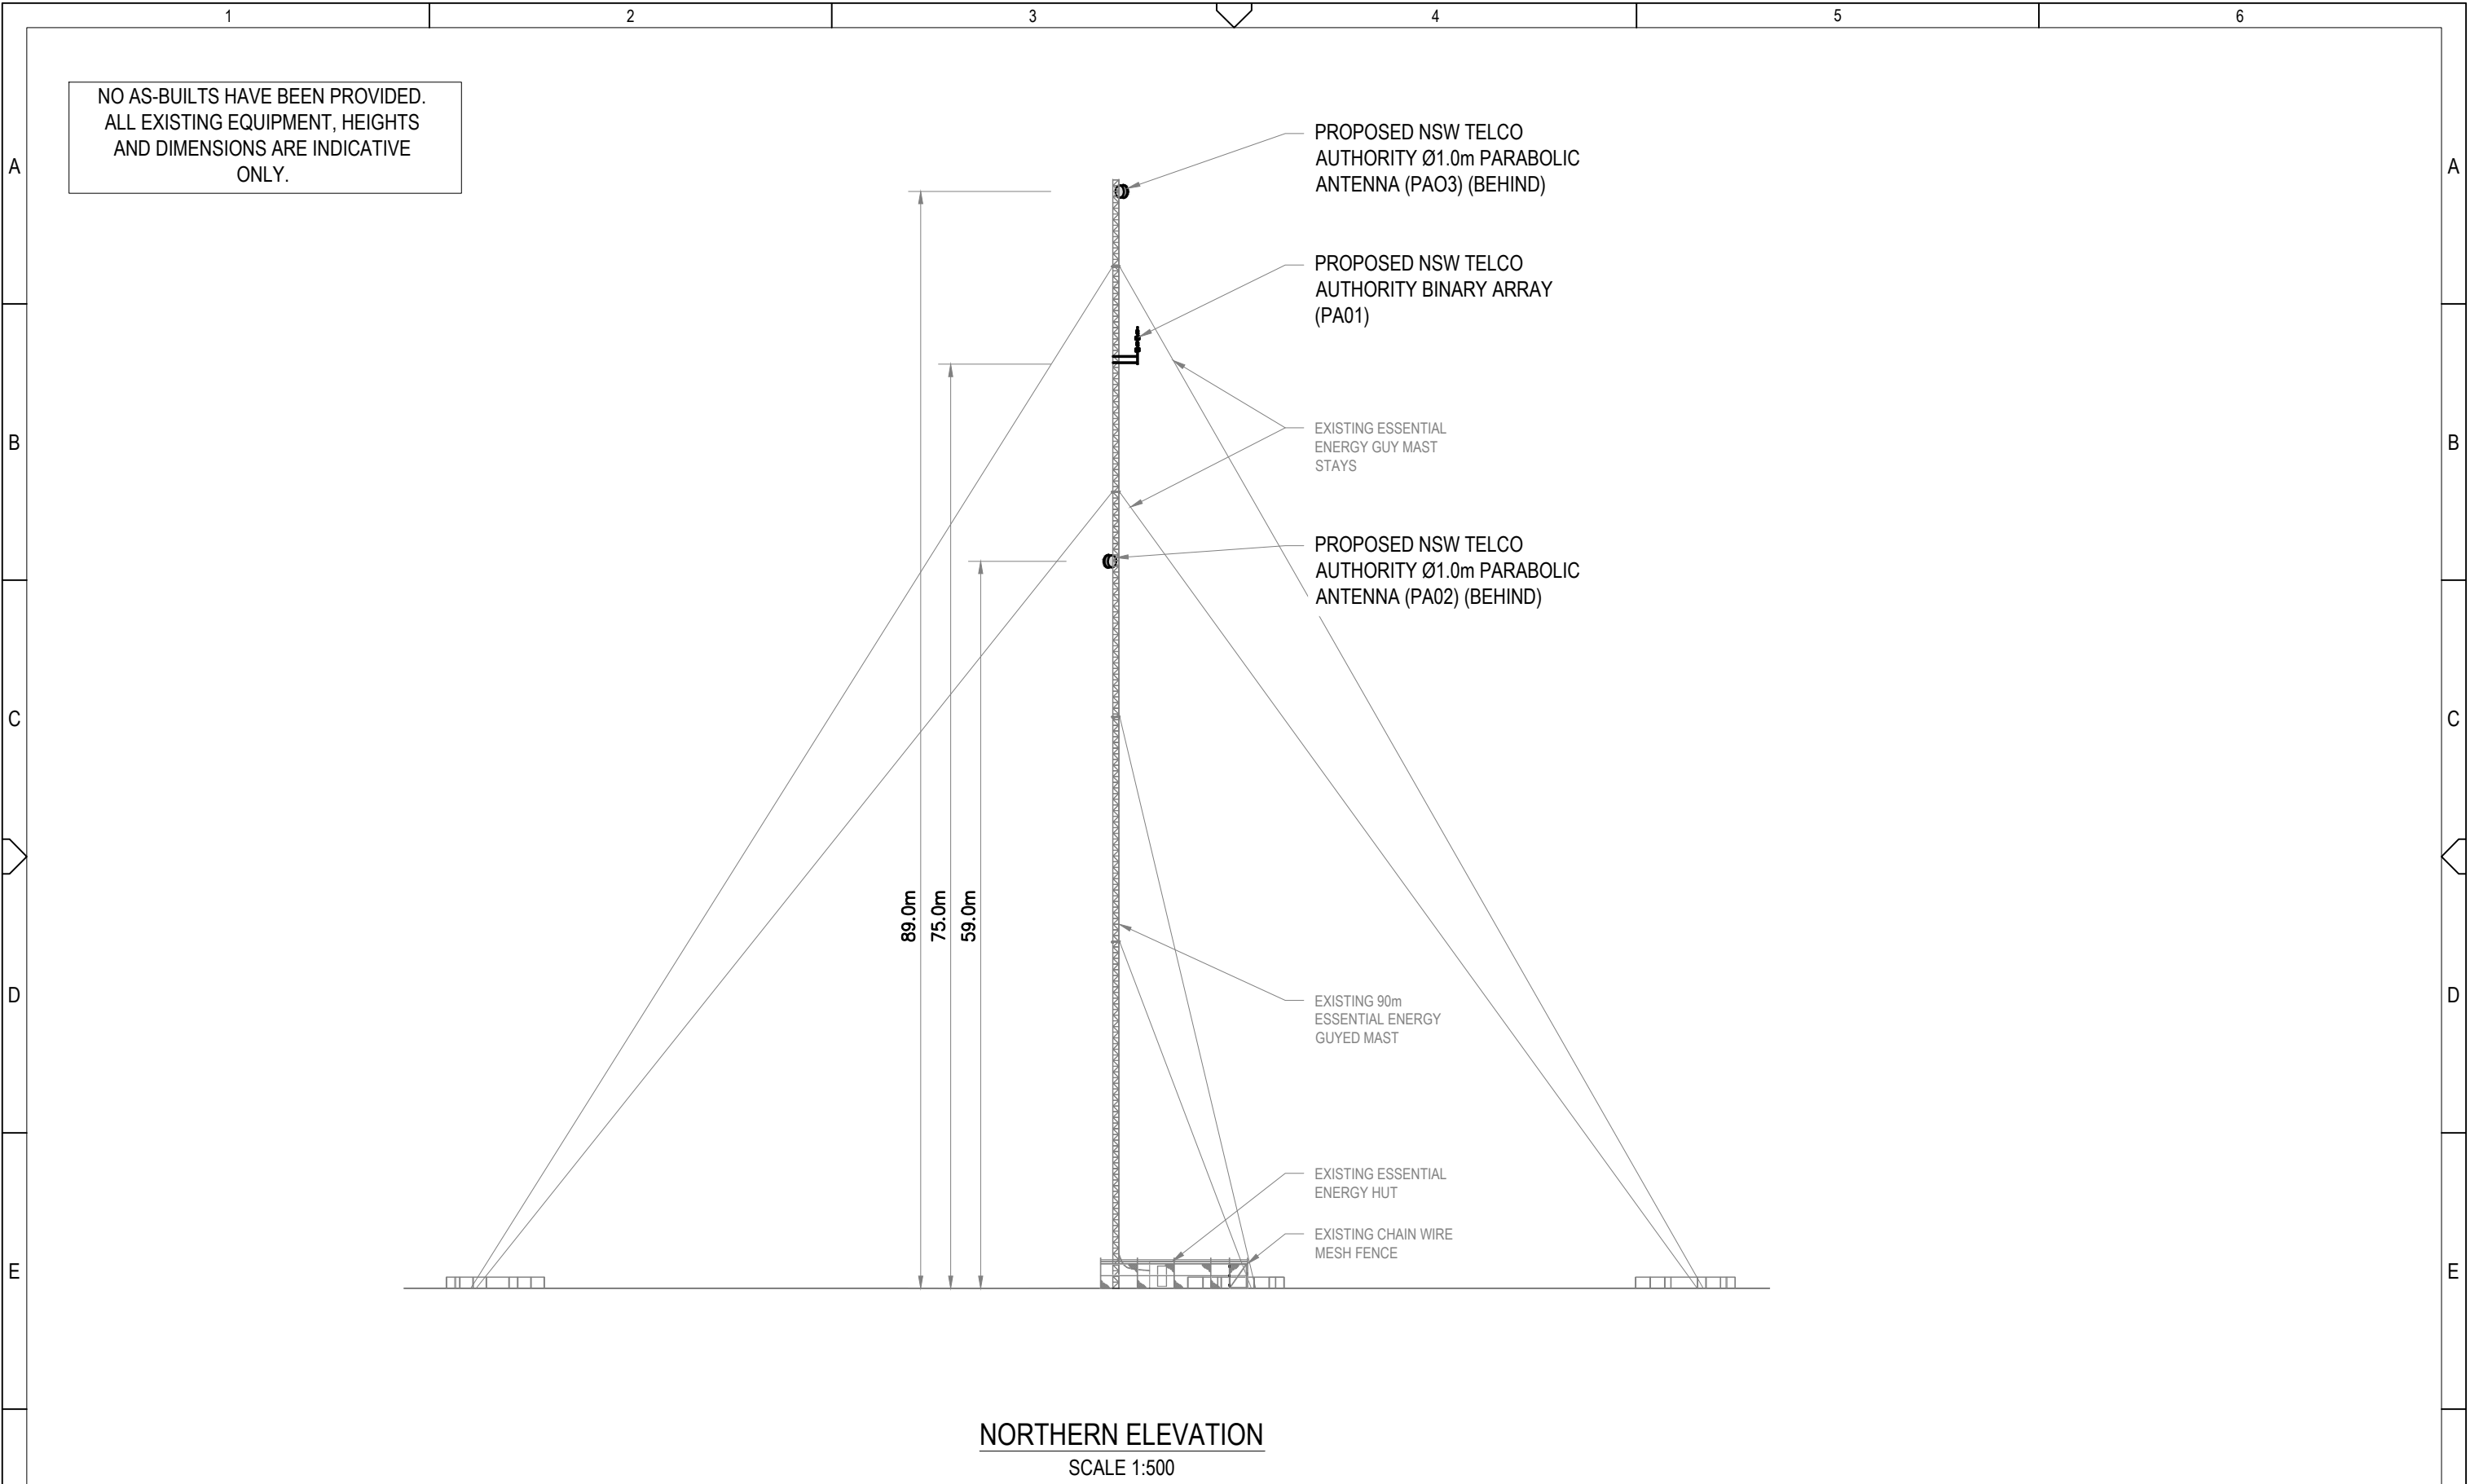 1 2 3 4 5 6
NO AS-BUILTS HAVE BEEN PROVIDED.
ALL EXISTING EQUIPMENT, HEIGHTS
AND DIMENSIONS ARE INDICATIVE
ONLY.
PROPOSED NSW TELCO
AUTHORITY Ø1.0m PARABOLIC
ANTENNA (PAO3) (BEHIND)
A A
PROPOSED NSW TELCO
AUTHORITY BINARY ARRAY
(PA01)
EXISTING ESSENTIAL
ENERGY GUY MAST
STAYS
B B
PROPOSED NSW TELCO
AUTHORITY Ø1.0m PARABOLIC
ANTENNA (PA02) (BEHIND)
C C
89.0m
75.0m
59.0m
D D
EXISTING 90m
ESSENTIAL ENERGY
GUYED MAST
EXISTING ESSENTIAL
ENERGY HUT
EXISTING CHAIN WIRE
MESH FENCE
E E
NORTHERN ELEVATION
SCALE 1:500